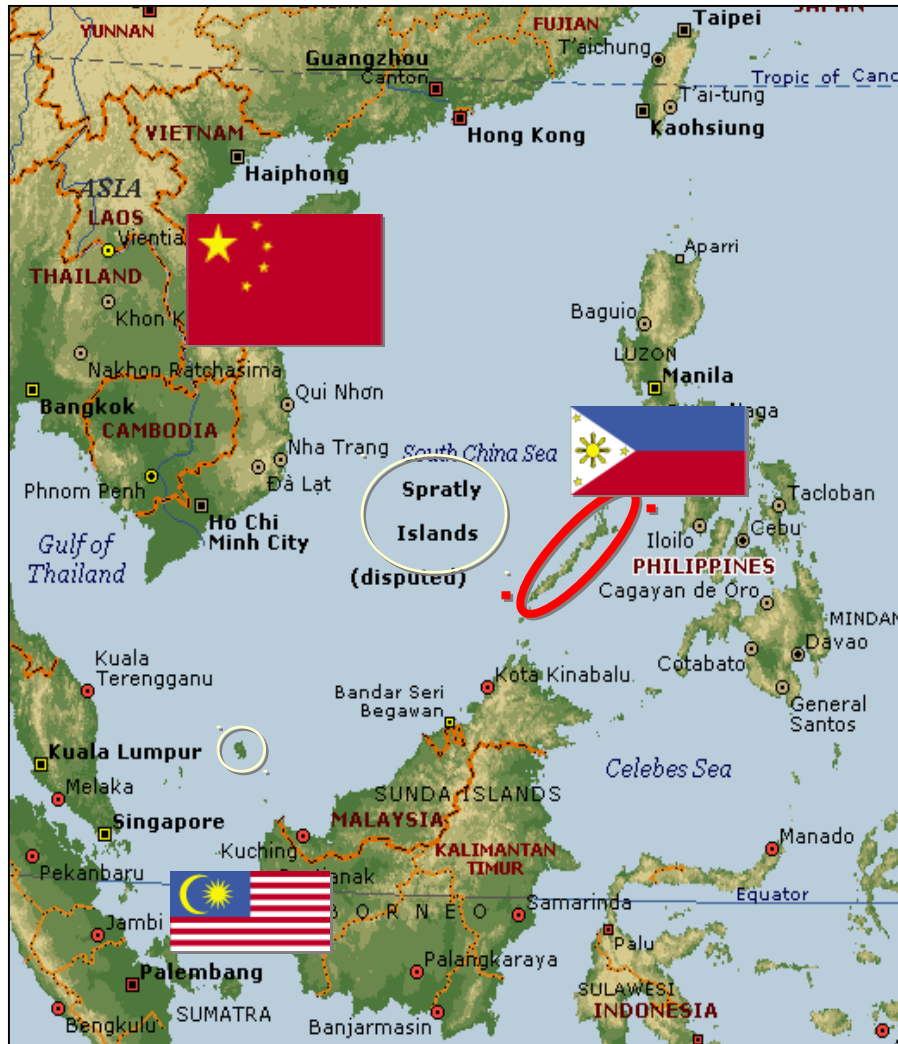 JAPAN
Taipei
YUNNAN
FUJIAN
T'aichung
Guangzhou
Canton
Tropic of Canc
T'ai-tung
Kaohsiung
Hong Kong
VIETNAM
Haiphong
ASIA
LAOS
Vientia
Aparri
THAILAND
Khon K
Baguio
LUZON
Nakhon Ratchasima
Manila
Qui Nhơn
Bangkok
Naga
CAMBODIA
Nha Trang
South China Sea
Đà Lạt
Phnom Penh
Spratly
Islands
(disputed)
Tacloban
Ho Chi
Minh City
Iloilo
Cebu
Gulf of
Thailand
PHILIPPINES
Cagayan de Oro
MINDAN
Davao
Cotabato
Kuala
Terengganu
Kota Kinabalu
Bandar Seri
Begawan
General
Santos
Kuala Lumpur
Celebes Sea
Melaka
SUNDA ISLANDS
Singapore
MALAYSIA
Manado
Kuching
KALIMANTAN
TIMUR
Pekanbaru
Equator
BORNEO
Samarinda
Jambi
Palu
Palangkaraya
Palembang
SULAWESI
INDONESIA
SUMATRA
Bengkulu
Banjarmasin